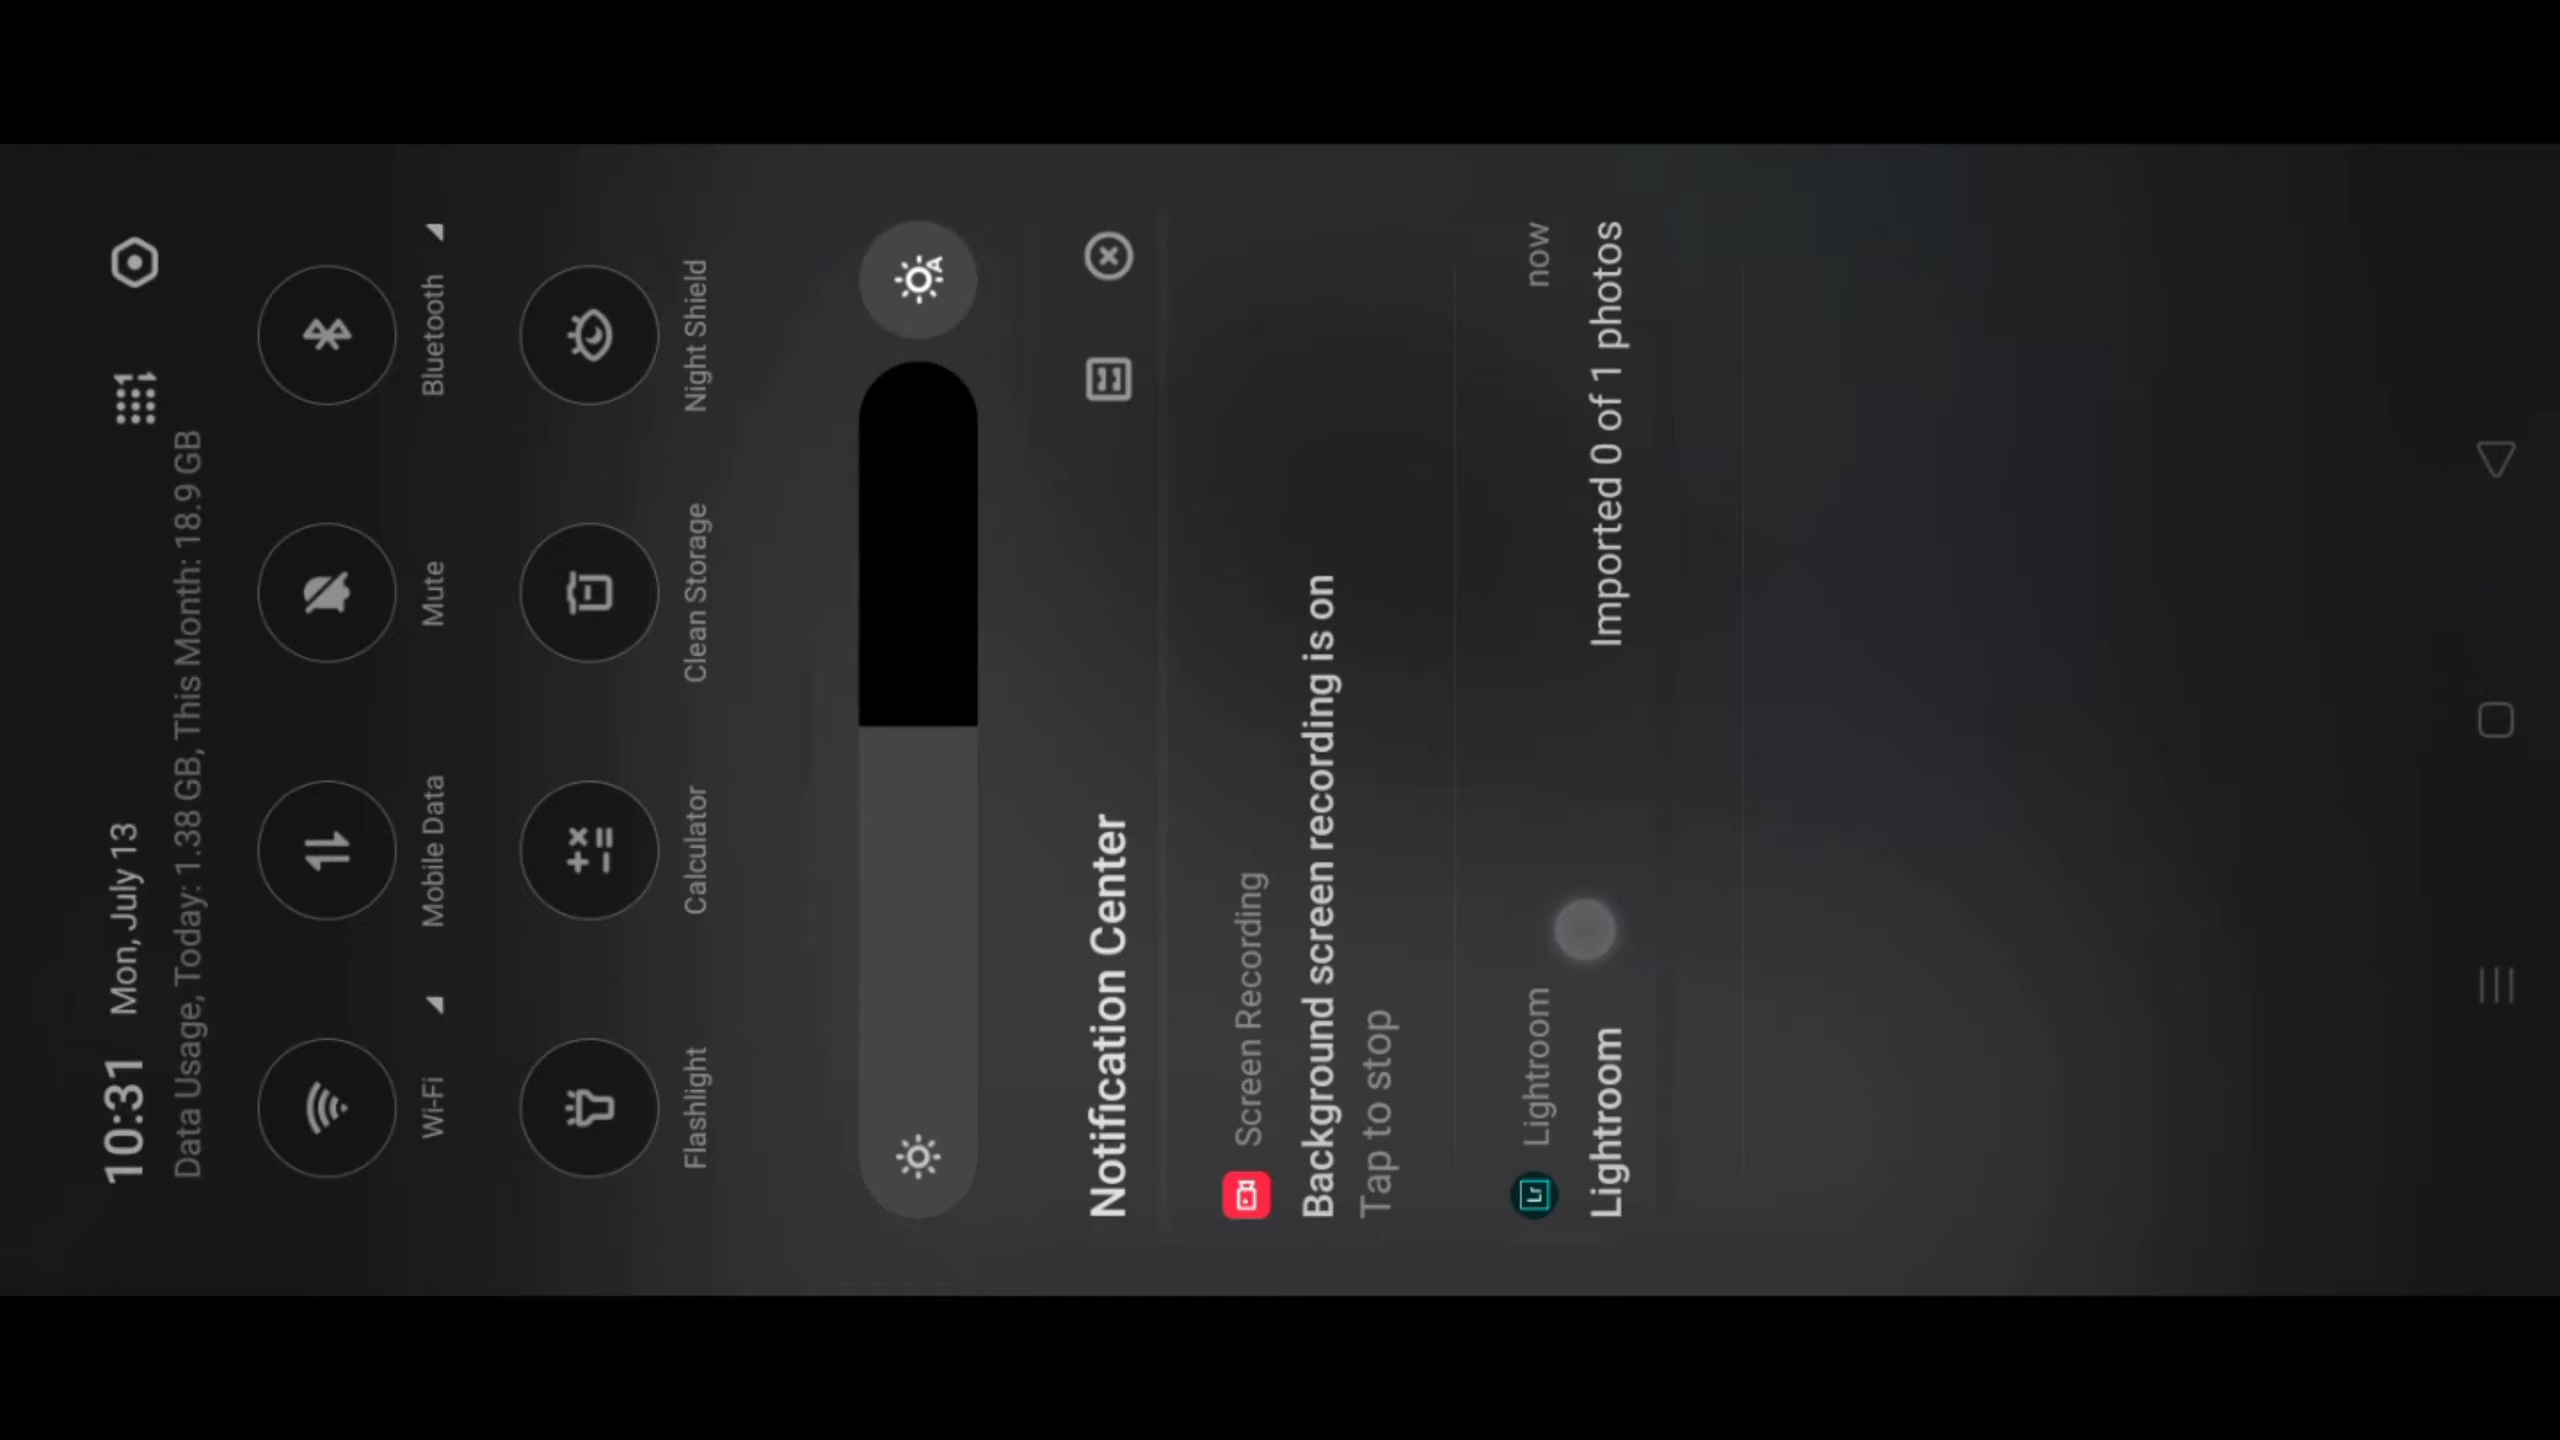 10:31 Mon, July 13
Data Usage, Today: 1.38 GB, This Month: 18.9 GB
Wi-Fi Mobile Data Mute Bluetooth
Flashlight Calculator Clean Storage Night Shield
A
Notification Center
Screen Recording
Background screen recording is on
Tap to stop
Lr Lightroom now
Lightroom Imported 0 of 1 photos